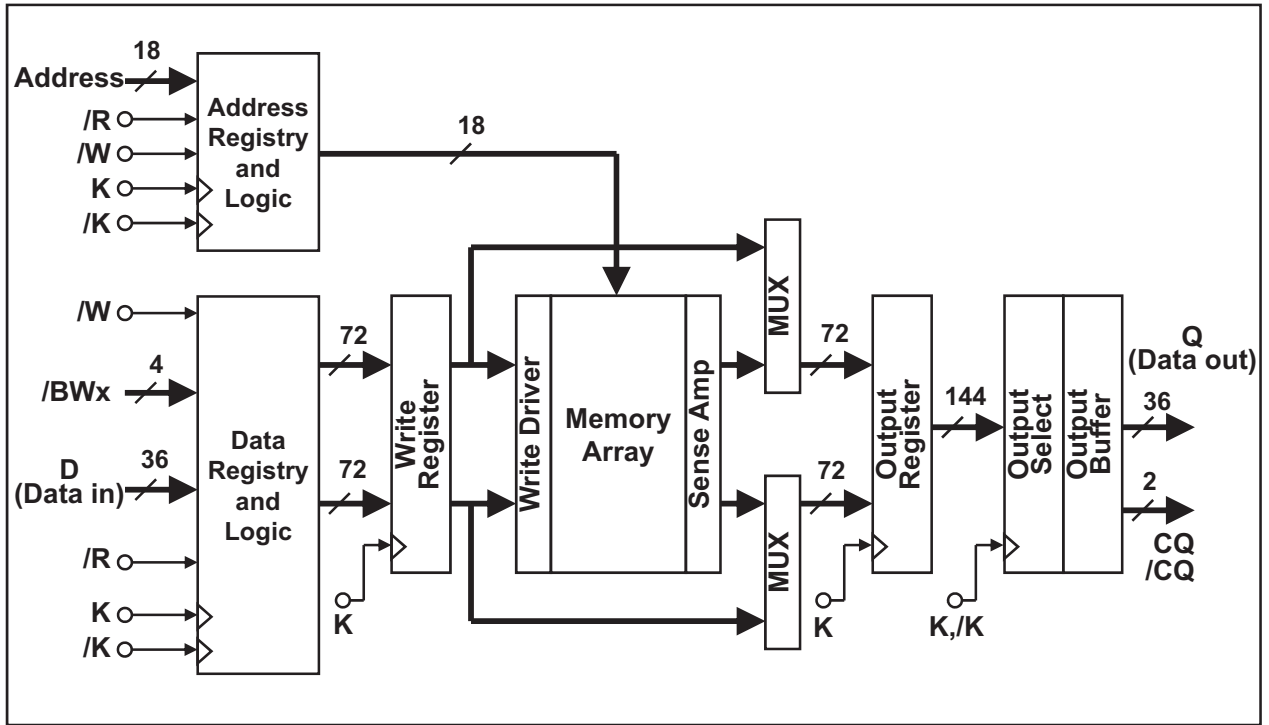 18
Address
/R
/W
K
/K
Address
Registry
and
Logic
18
/W
4
/BWx
36
D
(Data in)
/R
K
/K
Data
Registry
and
Logic
72
72
Write
Register
K
Write Driver
Memory
Array
Sense Amp
MUX
MUX
72
72
Output
Register
K
144
K,/K
Output
Select
Output
Buffer
Q
(Data out)
36
2
CQ
/CQ